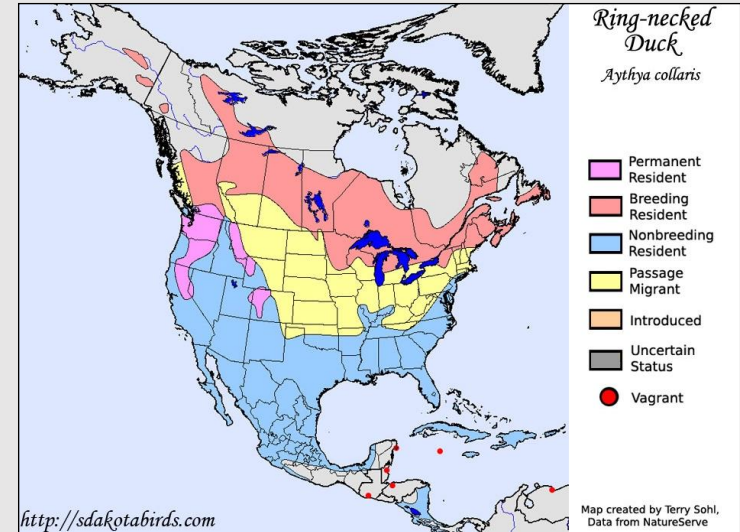 Ring-necked
Duck
Aythya collaris
Permanent
Resident
Breeding
Resident
Nonbreeding
Resident
Passage
Migrant
Introduced
Uncertain
Status
Vagrant
http://sdakotabirds.com
Map created by Terry Sohl,
Data from NatureServe